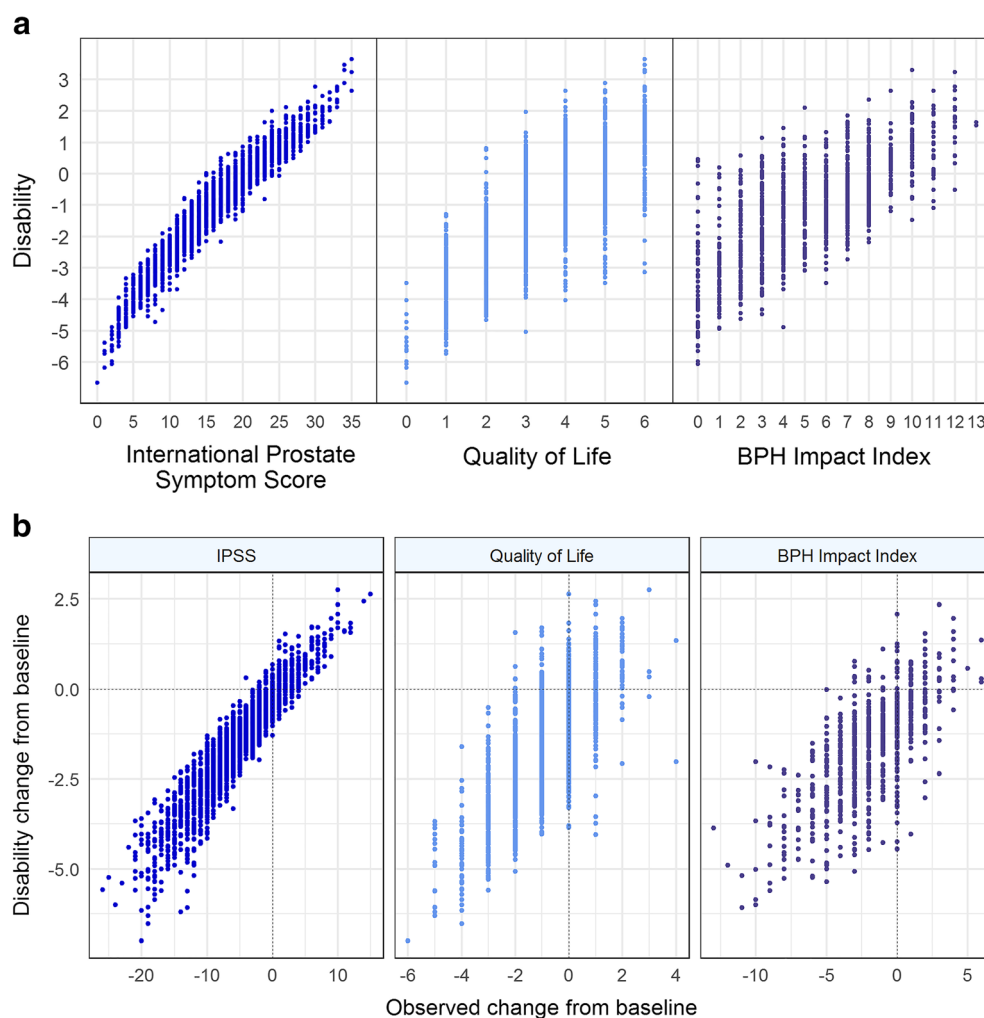 a
Disability
3
2
1
0
-1
-2
-3
-4
-5
-6
0 5 10 15 20 25 30 35
0 1 2 3 4 5 6
0 1 2 3 4 5 6 7 8 9 10 11 12 13
International Prostate
Symptom Score
Quality of Life
BPH Impact Index
b
IPSS
Quality of Life
BPH Impact Index
Disability change from baseline
2.5
0.0
-2.5
-5.0
-20 -10 0 10
-6 -4 -2 0 2 4
-10 -5 0 5
Observed change from baseline